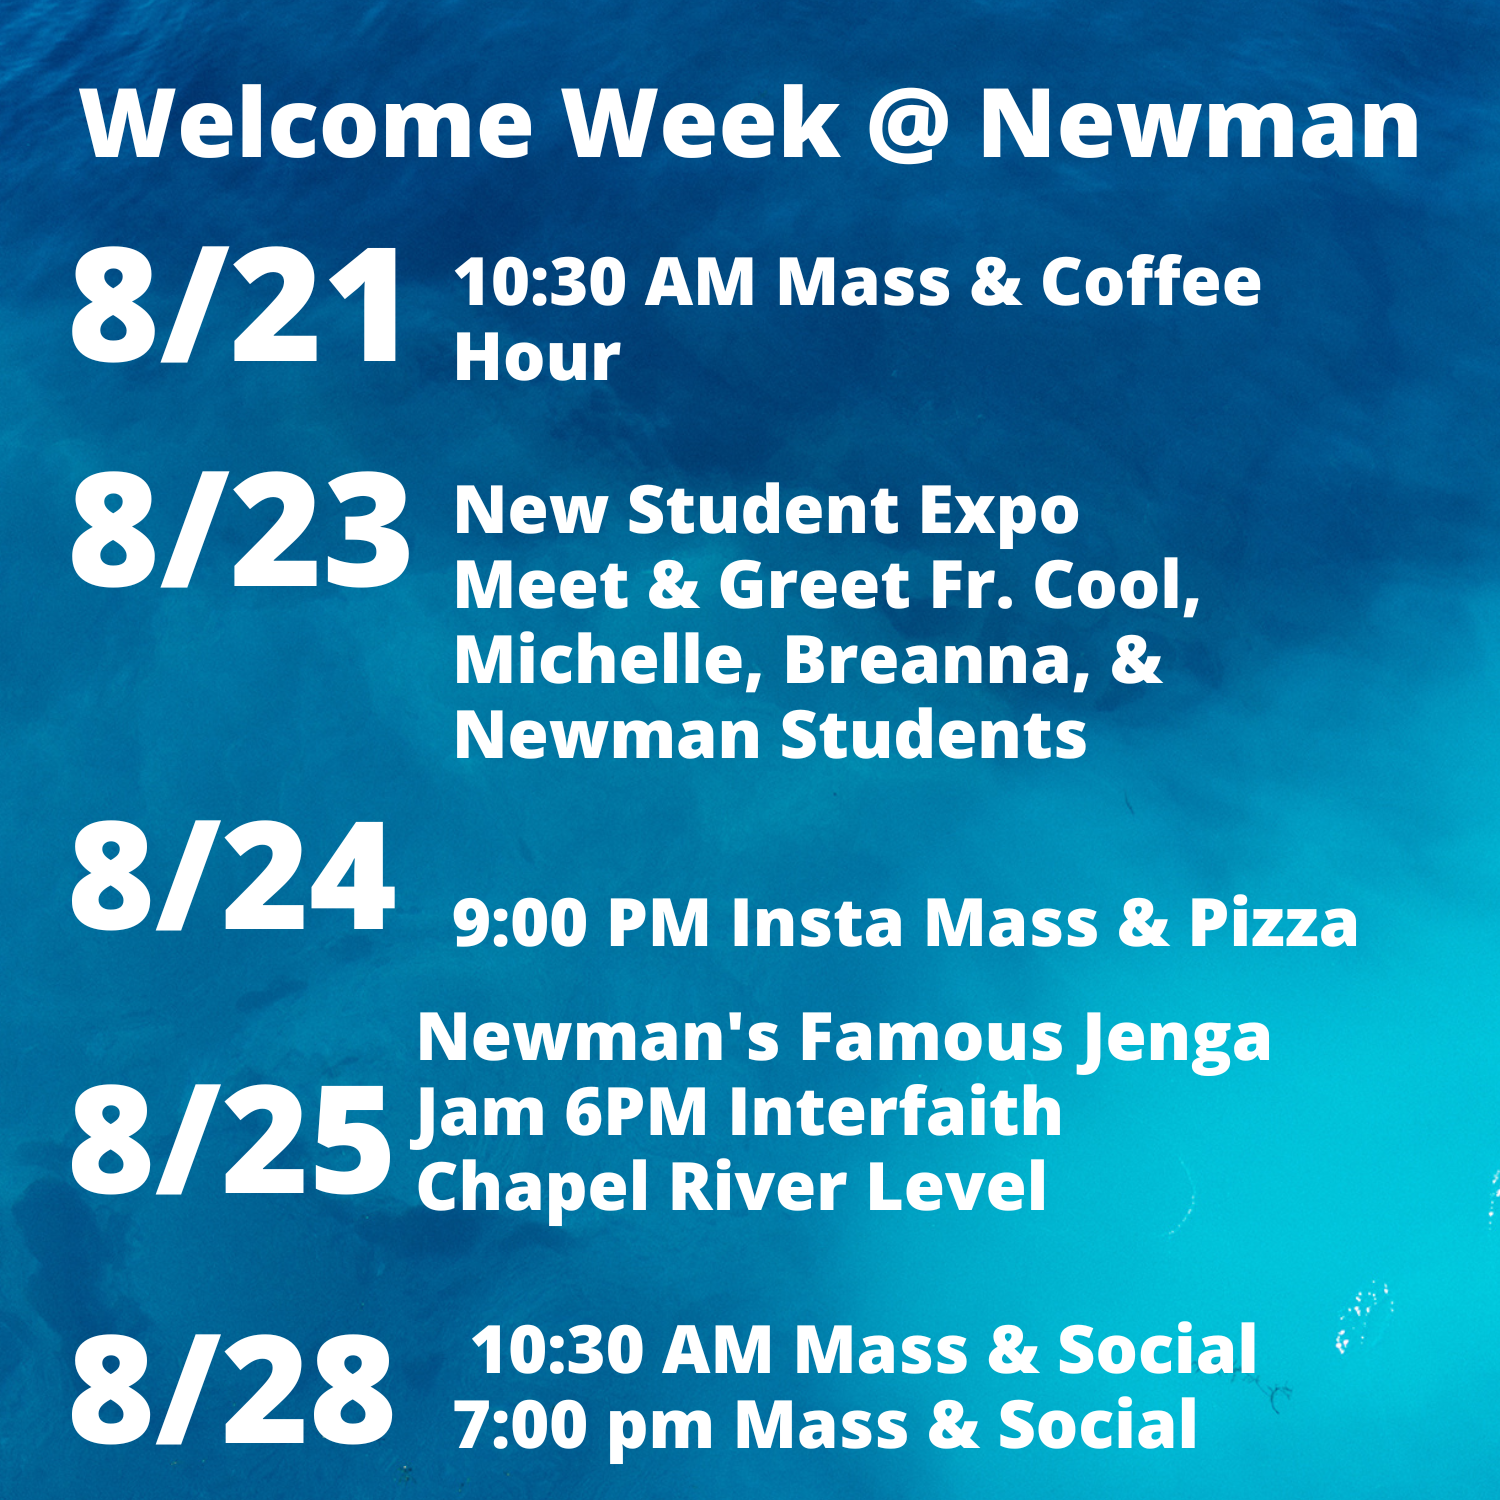 Welcome Week @ Newman
8/21
10:30 AM Mass & Coffee
Hour
8/23
New Student Expo
Meet & Greet Fr. Cool,
Michelle, Breanna, &
Newman Students
8/24
9:00 PM Insta Mass & Pizza
8/25
Newman's Famous Jenga
Jam 6PM Interfaith
Chapel River Level
8/28
10:30 AM Mass & Social
7:00 pm Mass & Social